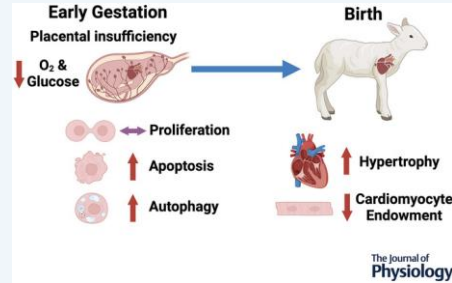 Early Gestation
Placental insufficiency
O₂ &
Glucose
Proliferation
Apoptosis
Autophagy
Birth
Hypertrophy
Cardiomyocyte
Endowment
The Journal of
Physiology